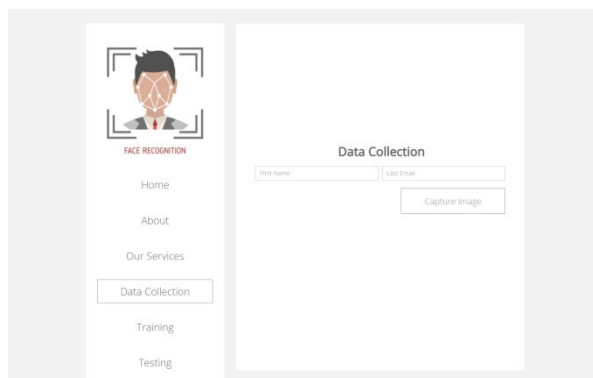 FACE RECOGNITION
Home
About
Our Services
Data Collection
Training
Testing
Data Collection
First Name
Last Email
Capture image